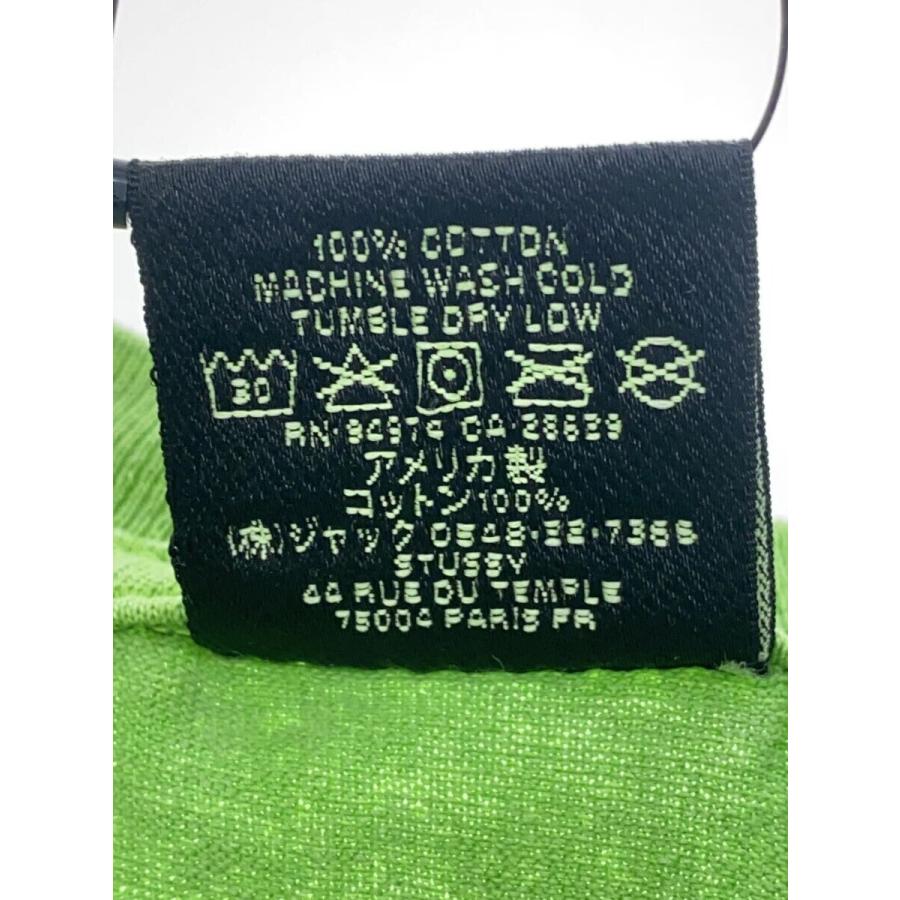 100% COTTON
MACHINE WASH COLD
TUMBLE DRY LOW
30
RN·94974 CA·28629
アメリカ製
コットン100%
(株)ジャック 0548·22·7366
STUSSY
44 RUE DU TEMPLE
75004 PARIS FR